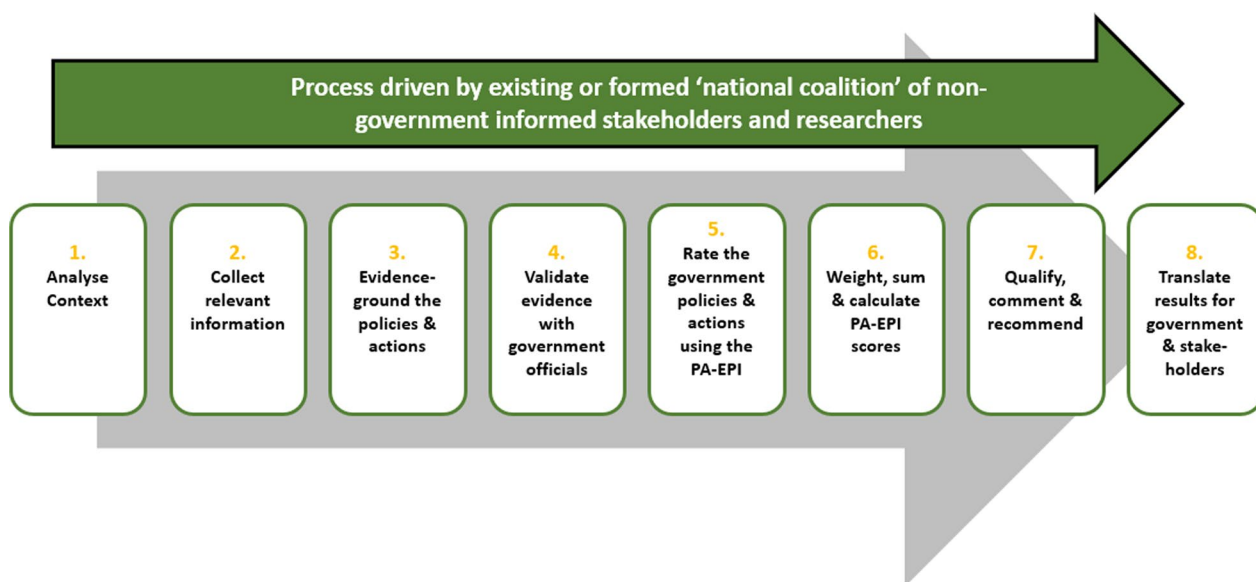 Process driven by existing or formed ‘national coalition’ of non-
government informed stakeholders and researchers
1.
Analyse
Context
2.
Collect
relevant
information
3.
Evidence-
ground the
policies &
actions
4.
Validate
evidence
with
government
officials
5.
Rate the
government
policies &
actions
using the
PA-EPI
6.
Weight, sum
& calculate
PA-EPI
scores
7.
Qualify,
comment &
recommend
8.
Translate
results for
government
& stake-
holders